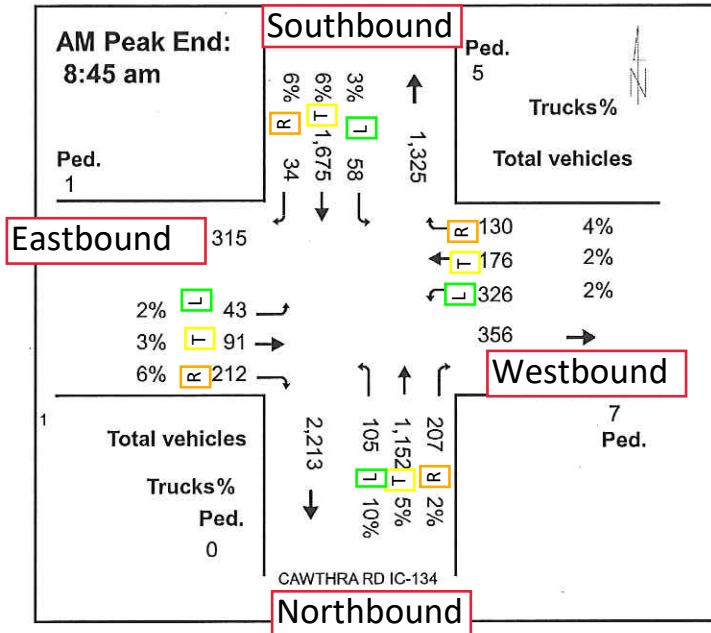 Southbound
AM Peak End:
8:45 am
Ped.
5
N
Trucks%
Total vehicles
6% 6% 3%
R T L
34 1,675 58 1,325
Ped.
1
Eastbound
315
R 130 4%
T 176 2%
L 326 2%
356
2% L 43
3% T 91
6% R 212
Westbound
7
Ped.
1
Total vehicles
Trucks%
Ped.
0
2,213 105 1,152 207
L T R
10% 5% 2%
CAWTHRA RD IC-134
Northbound